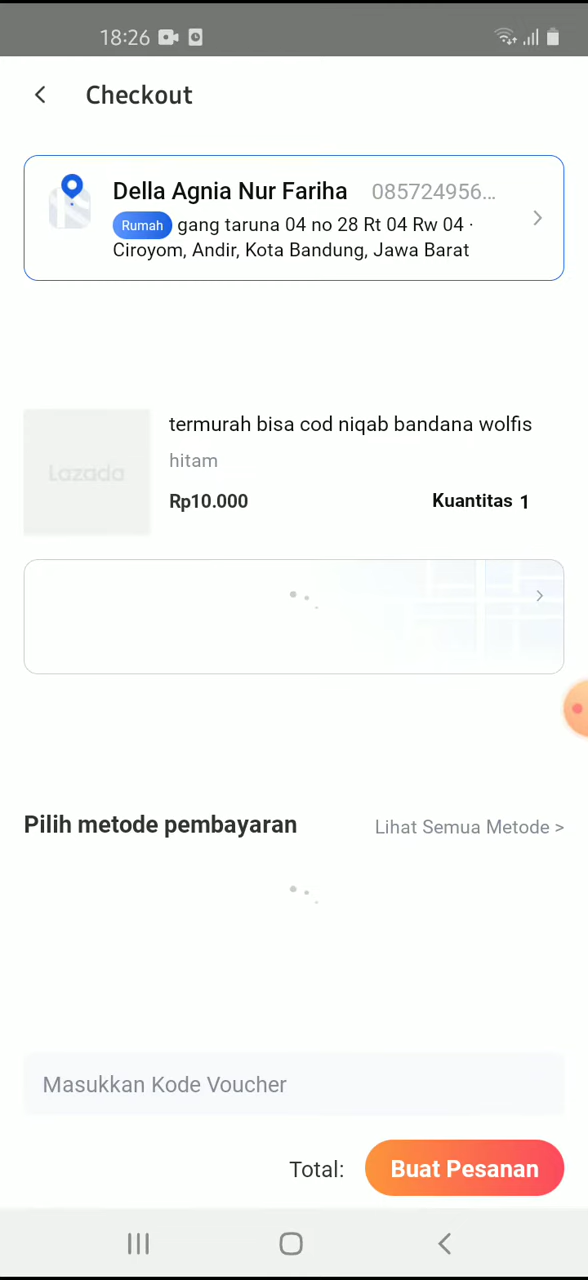 18:26
Checkout
Della Agnia Nur Fariha 085724956...
Rumah gang taruna 04 no 28 Rt 04 Rw 04 ·
Ciroyom, Andir, Kota Bandung, Jawa Barat
termurah bisa cod niqab bandana wolfis
Lazada
hitam
Rp10.000 Kuantitas 1
Pilih metode pembayaran Lihat Semua Metode >
Masukkan Kode Voucher
Total: Buat Pesanan